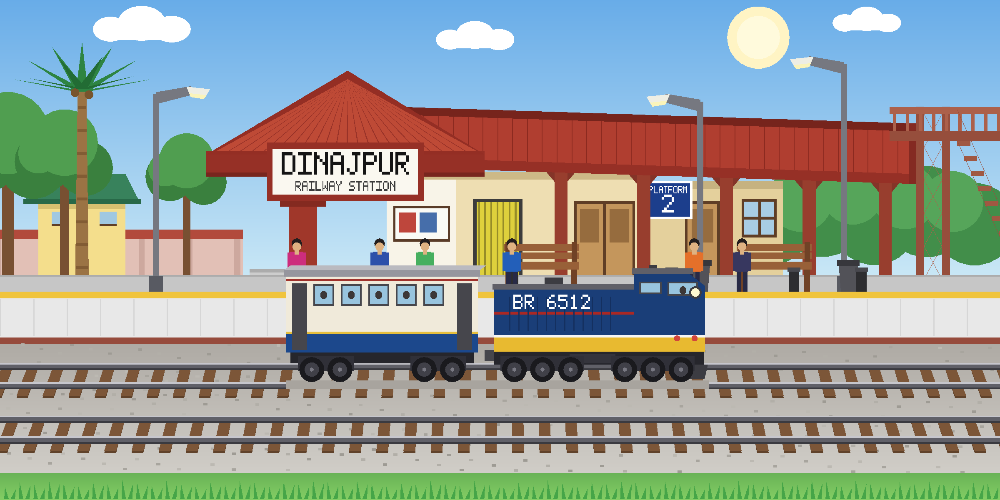 DINAJPUR
RAILWAY STATION
PLATFORM
2
BR 6512